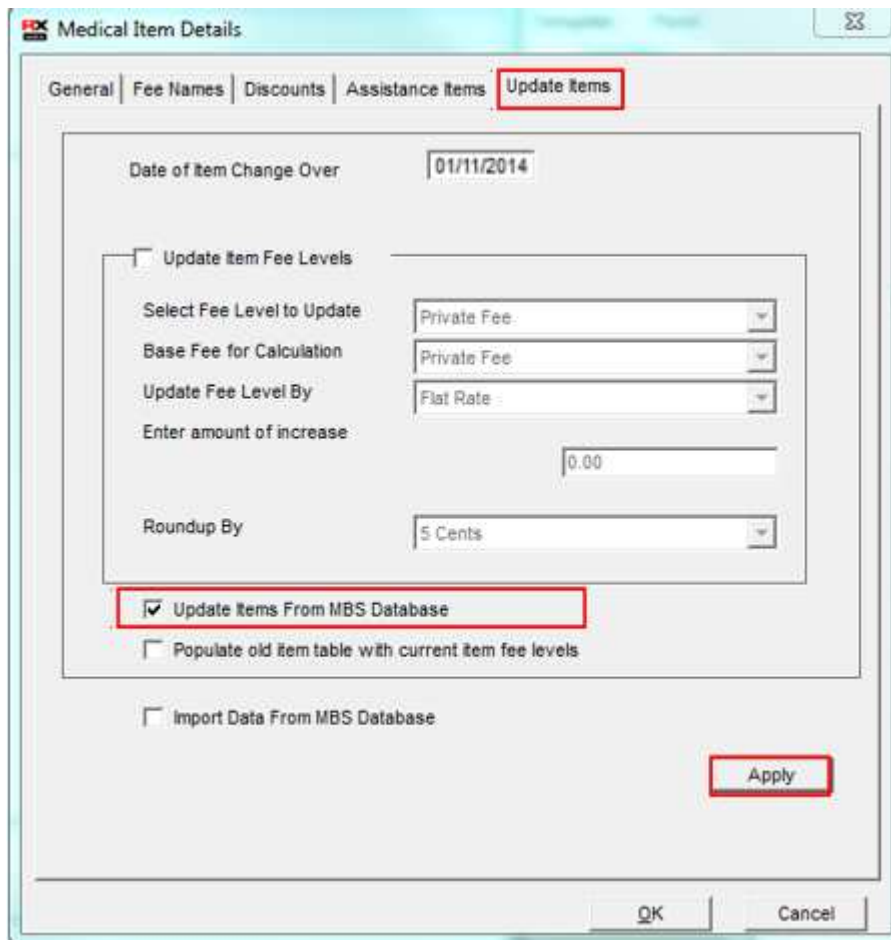 Medical Item Details
General Fee Names Discounts Assistance Items Update Items
Date of Item Change Over 01/11/2014
Update Item Fee Levels
Select Fee Level to Update Private Fee
Base Fee for Calculation Private Fee
Update Fee Level By Flat Rate
Enter amount of increase
0.00
Roundup By 5 Cents
Update Items From MBS Database
Populate old item table with current item fee levels
Import Data From MBS Database
Apply
OK Cancel